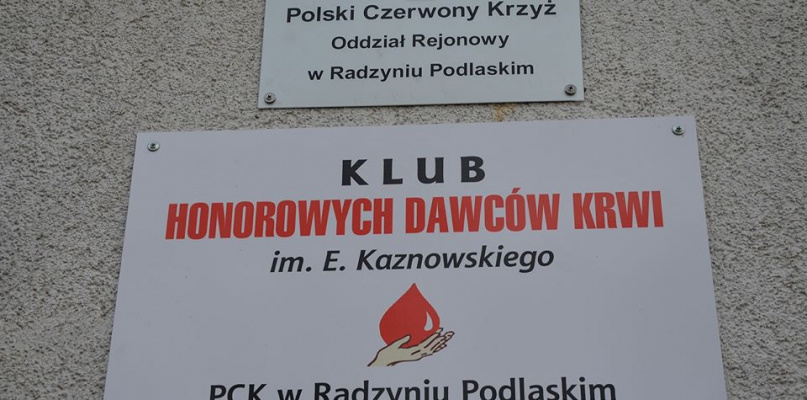 Polski Czerwony Krzyż
Oddział Rejonowy
w Radzyniu Podlaskim
KLUB
HONOROWYCH DAWCÓW KRWI
im. E. Kaznowskiego
PCK w Radzyniu Podlaskim